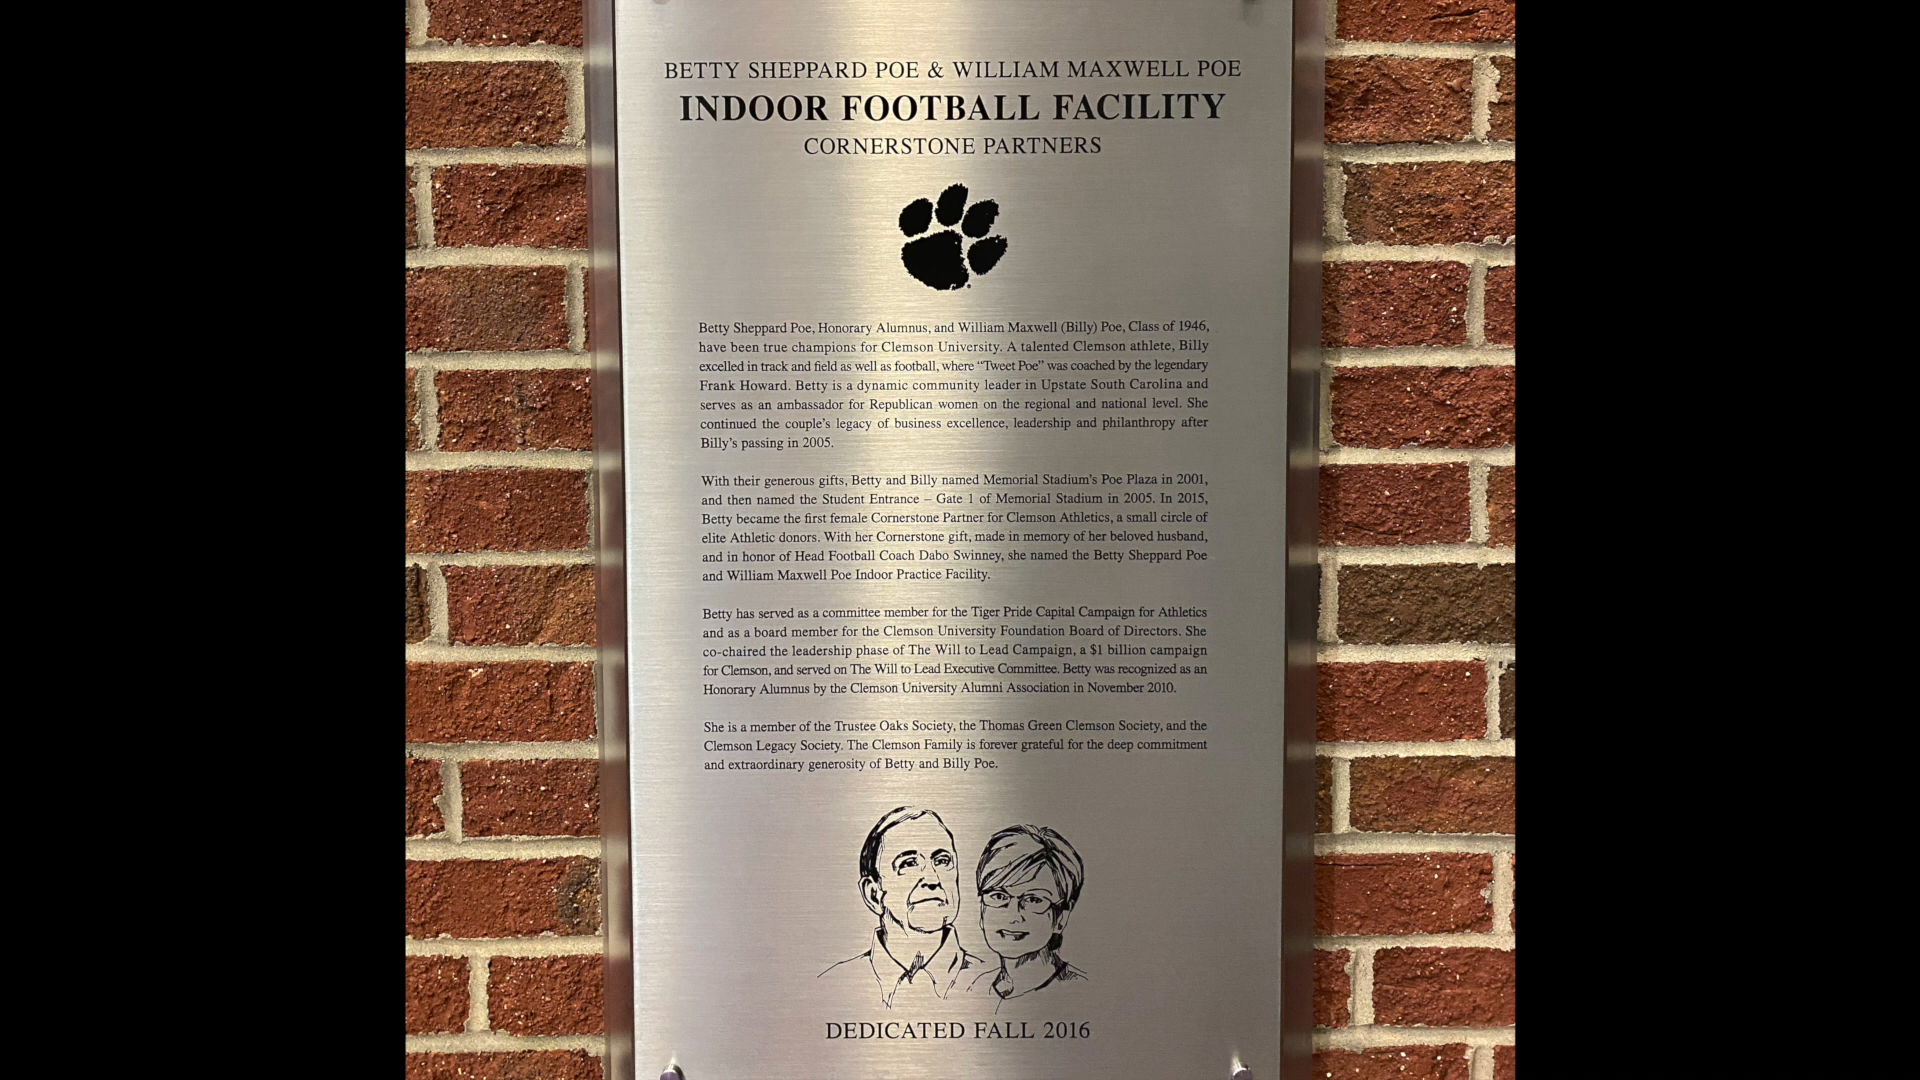 BETTY SHEPPARD POE & WILLIAM MAXWELL POE
INDOOR FOOTBALL FACILITY
CORNERSTONE PARTNERS
Betty Sheppard Poe, Honorary Alumnus, and William Maxwell (Billy) Poe, Class of 1946,
have been true champions for Clemson University. A talented Clemson athlete, Billy
excelled in track and field as well as football, where “Tweet Poe” was coached by the legendary
Frank Howard. Betty is a dynamic community leader in Upstate South Carolina and
serves as an ambassador for Republican women on the regional and national level. She
continued the couple’s legacy of business excellence, leadership and philanthropy after
Billy’s passing in 2005.
With their generous gifts, Betty and Billy named Memorial Stadium’s Poe Plaza in 2001,
and then named the Student Entrance – Gate 1 of Memorial Stadium in 2005. In 2015,
Betty became the first female Cornerstone Partner for Clemson Athletics, a small circle of
elite Athletic donors. With her Cornerstone gift, made in memory of her beloved husband,
and in honor of Head Football Coach Dabo Swinney, she named the Betty Sheppard Poe
and William Maxwell Poe Indoor Practice Facility.
Betty has served as a committee member for the Tiger Pride Capital Campaign for Athletics
and as a board member for the Clemson University Foundation Board of Directors. She
co-chaired the leadership phase of The Will to Lead Campaign, a $1 billion campaign
for Clemson, and served on The Will to Lead Executive Committee. Betty was recognized as an
Honorary Alumnus by the Clemson University Alumni Association in November 2010.
She is a member of the Trustee Oaks Society, the Thomas Green Clemson Society, and the
Clemson Legacy Society. The Clemson Family is forever grateful for the deep commitment
and extraordinary generosity of Betty and Billy Poe.
DEDICATED FALL 2016